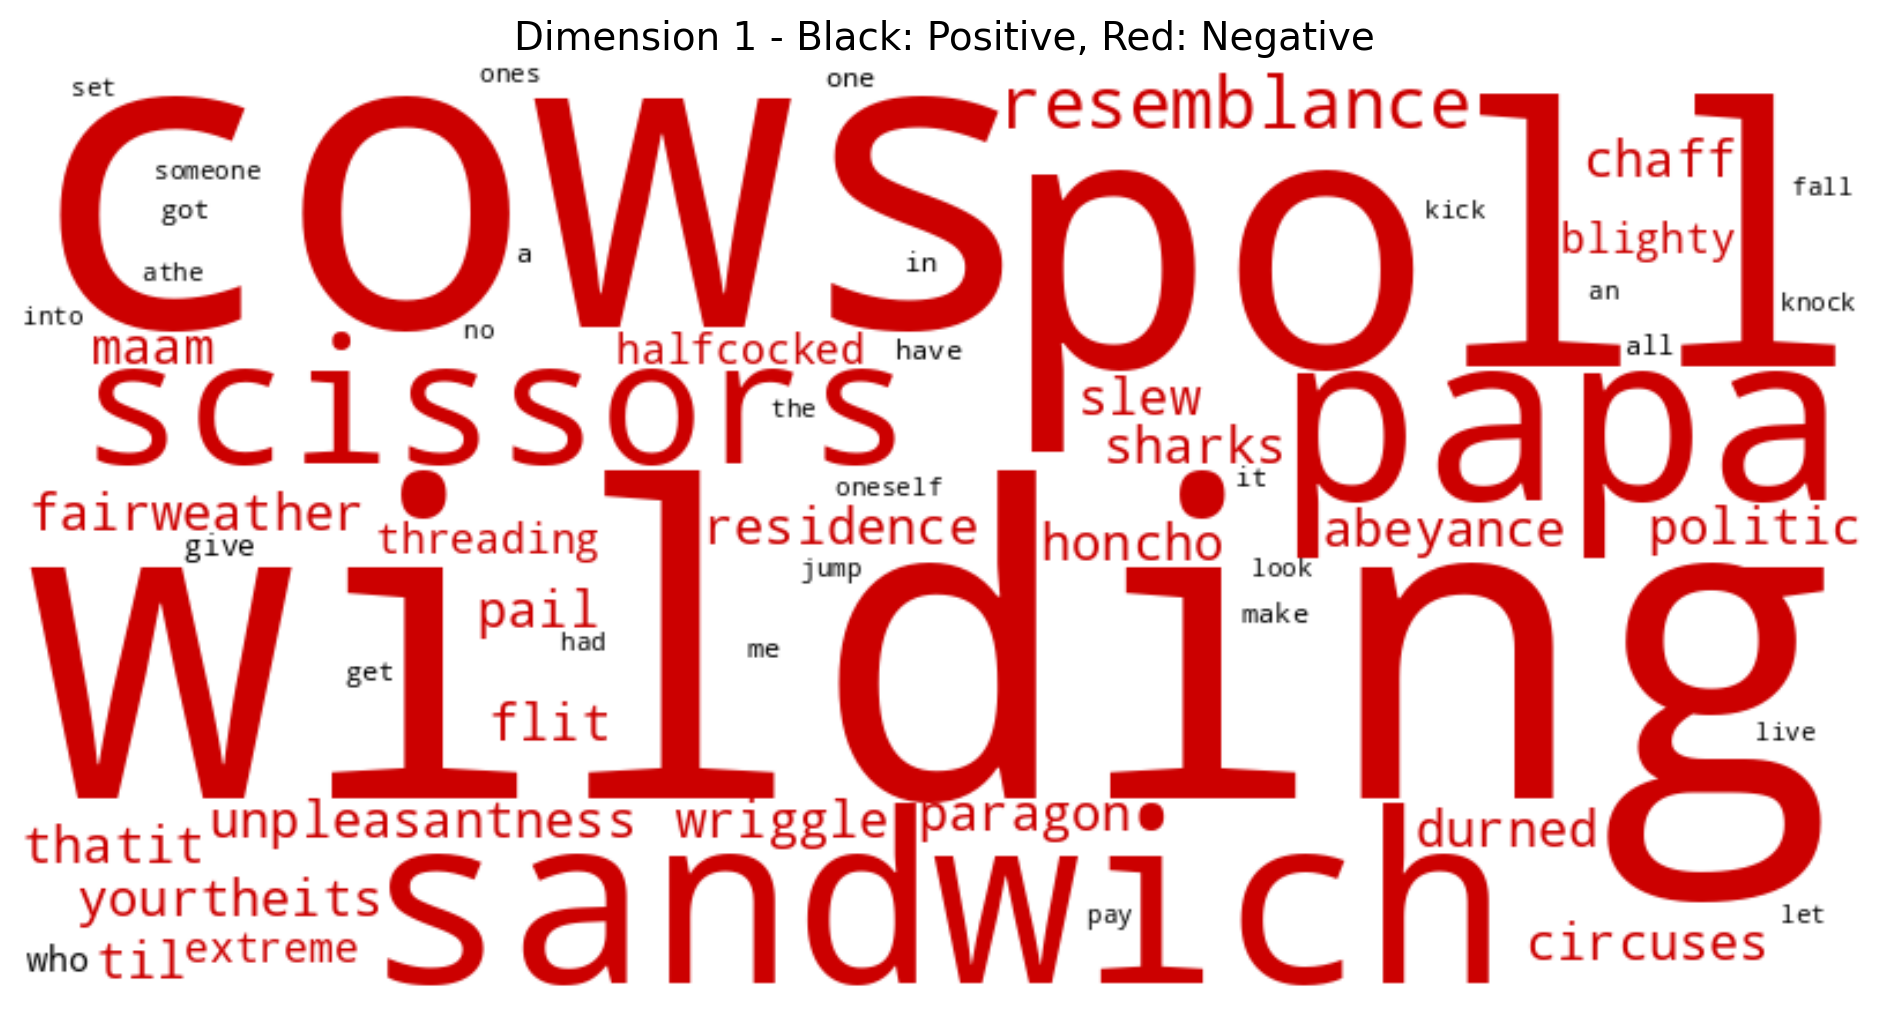 Dimension 1 - Black: Positive, Red: Negative
set
ones
one
cows
resemblance
poll
someone
got
chaff
fall
kick
blighty
a
in
athe
an
knock
into
no
maam
halfcocked
have
all
scissors
the
slew
papa
sharks
it
oneself
fairweather
threading
residence
honcho
abeyance
politic
give
jump
look
wilding
pail
make
had
me
get
flit
live
unpleasantness
wriggle
paragon
durned
thatit
sandwich
yourtheits
pay
let
who
til
extreme
circuses